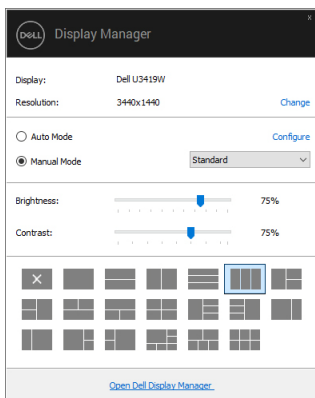 x
DELL Display Manager
Display: Dell U3419W
Resolution: 3440x1440 Change
Auto Mode Configure
Manual Mode Standard
Brightness: 75%
Contrast: 75%
Open Dell Display Manager